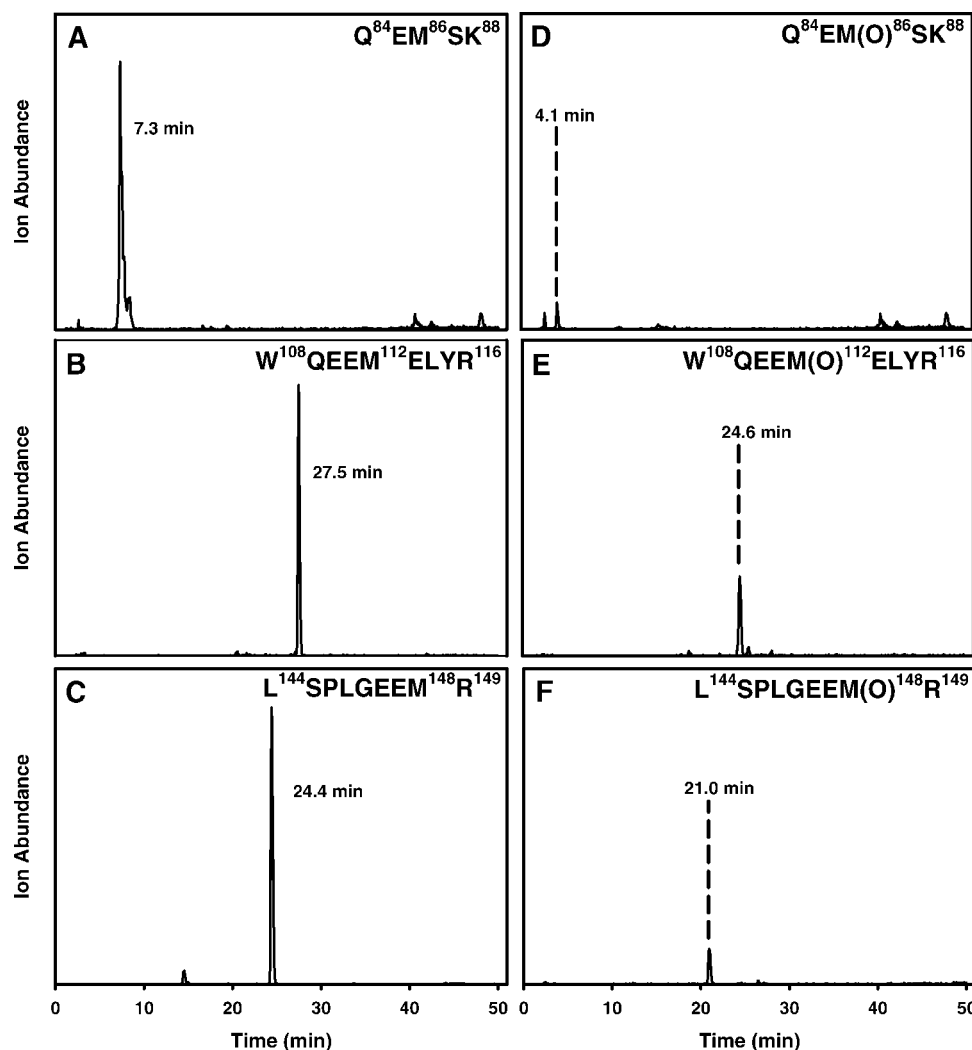 A
Q⁸⁴EM⁸⁶SK⁸⁸
7.3 min
Ion Abundance
D
Q⁸⁴EM(O)⁸⁶SK⁸⁸
4.1 min
B
W¹⁰⁸QEEM¹¹²ELYR¹¹⁶
27.5 min
Ion Abundance
E
W¹⁰⁸QEEM(O)¹¹²ELYR¹¹⁶
24.6 min
C
L¹⁴⁴SPLGEEM¹⁴⁸R¹⁴⁹
24.4 min
Ion Abundance
0 10 20 30 40 50
Time (min)
F
L¹⁴⁴SPLGEEM(O)¹⁴⁸R¹⁴⁹
21.0 min
0 10 20 30 40 50
Time (min)